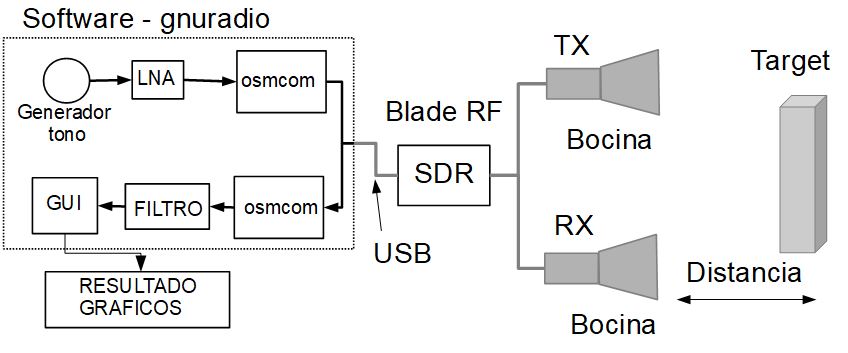 Software - gnuradio
Generador
tono
LNA
osmcom
GUI
FILTRO
osmcom
RESULTADO
GRAFICOS
USB
Blade RF
SDR
TX
Bocina
RX
Bocina
Target
Distancia